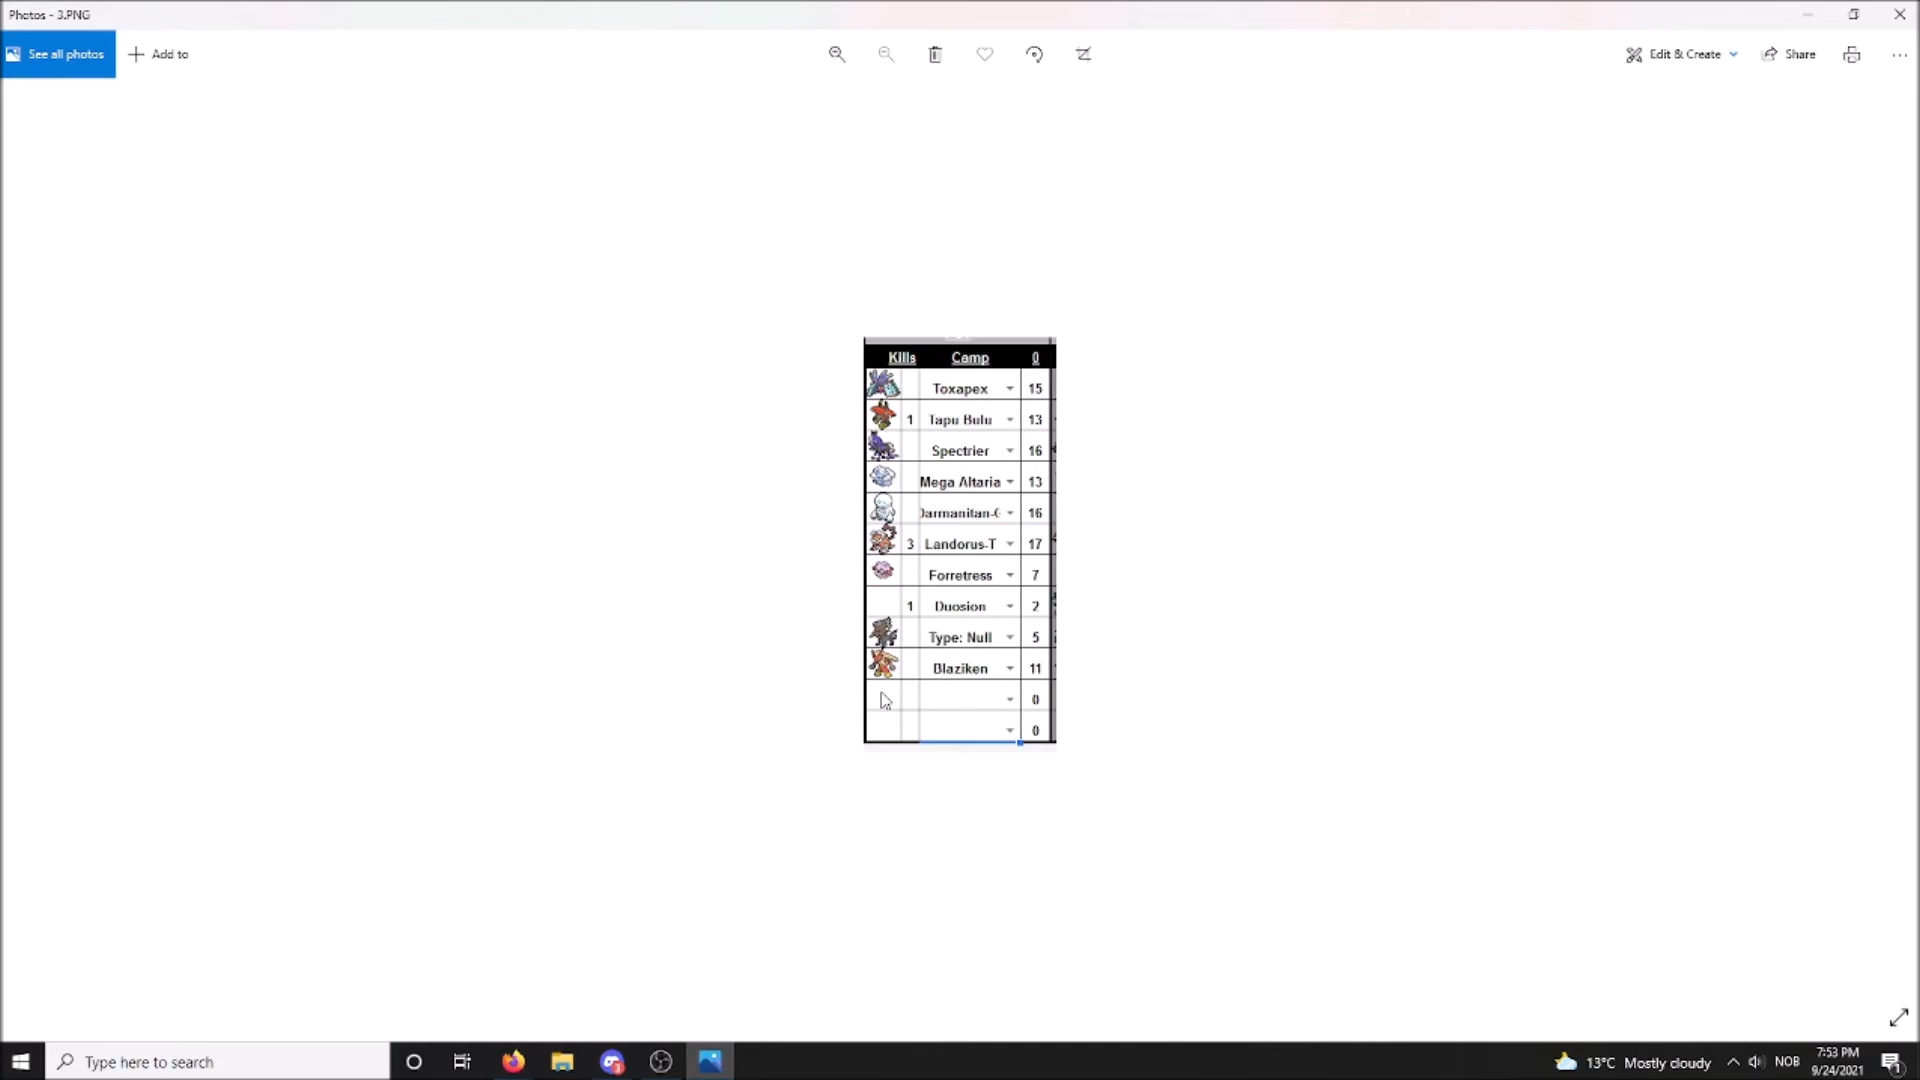 Photos - 3.PNG
See all photos
Add to
Edit & Create
Share
Kills Camp 0
Toxapex 15
1 Tapu Bulu 13
Spectrier 16
Mega Altaria 13
16
3 Landorus-T 17
Forretress 7
1 Duosion 2
Type: Null 5
Blaziken 11
0
0
Type here to search
3
13°C Mostly cloudy
NOB
7:53 PM
9/24/2021
1